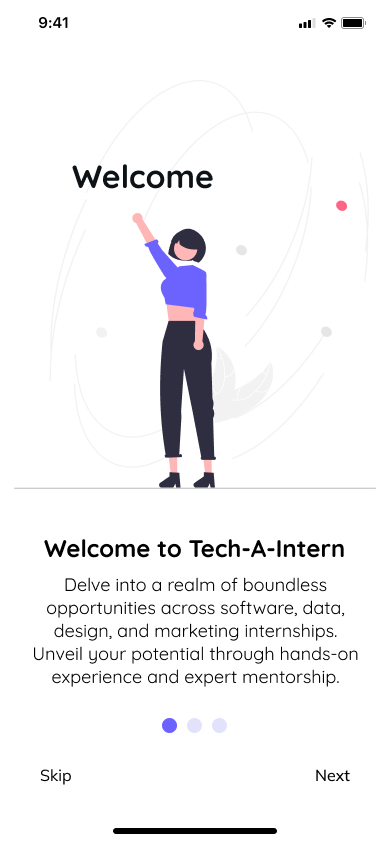 9:41
Welcome
Welcome to Tech-A-Intern
Delve into a realm of boundless
opportunities across software, data,
design, and marketing internships.
Unveil your potential through hands-on
experience and expert mentorship.
Skip
Next